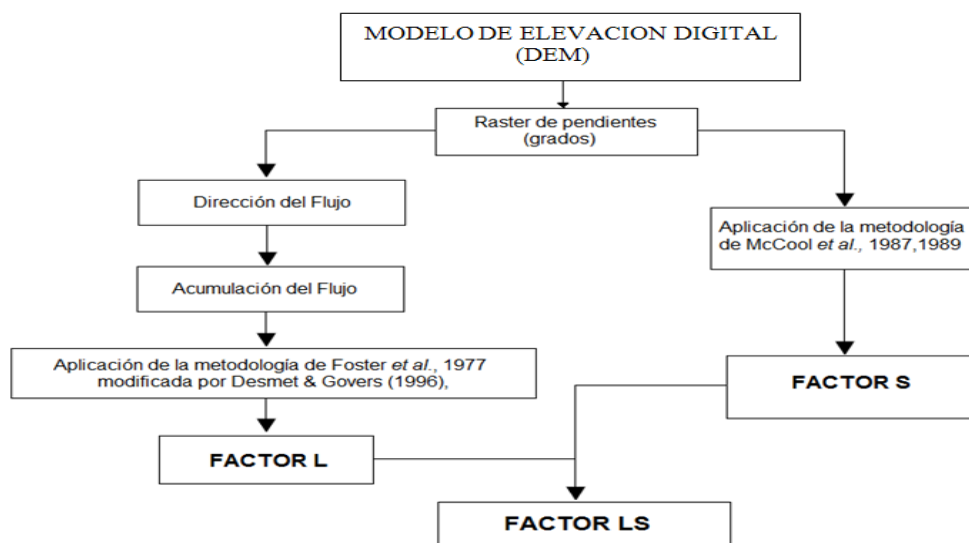 MODELO DE ELEVACION DIGITAL
(DEM)
Raster de pendientes
(grados)
Dirección del Flujo
Aplicación de la metodología
de McCool et al., 1987,1989
Acumulación del Flujo
Aplicación de la metodología de Foster et al., 1977
modificada por Desmet & Govers (1996),
FACTOR S
FACTOR L
FACTOR LS